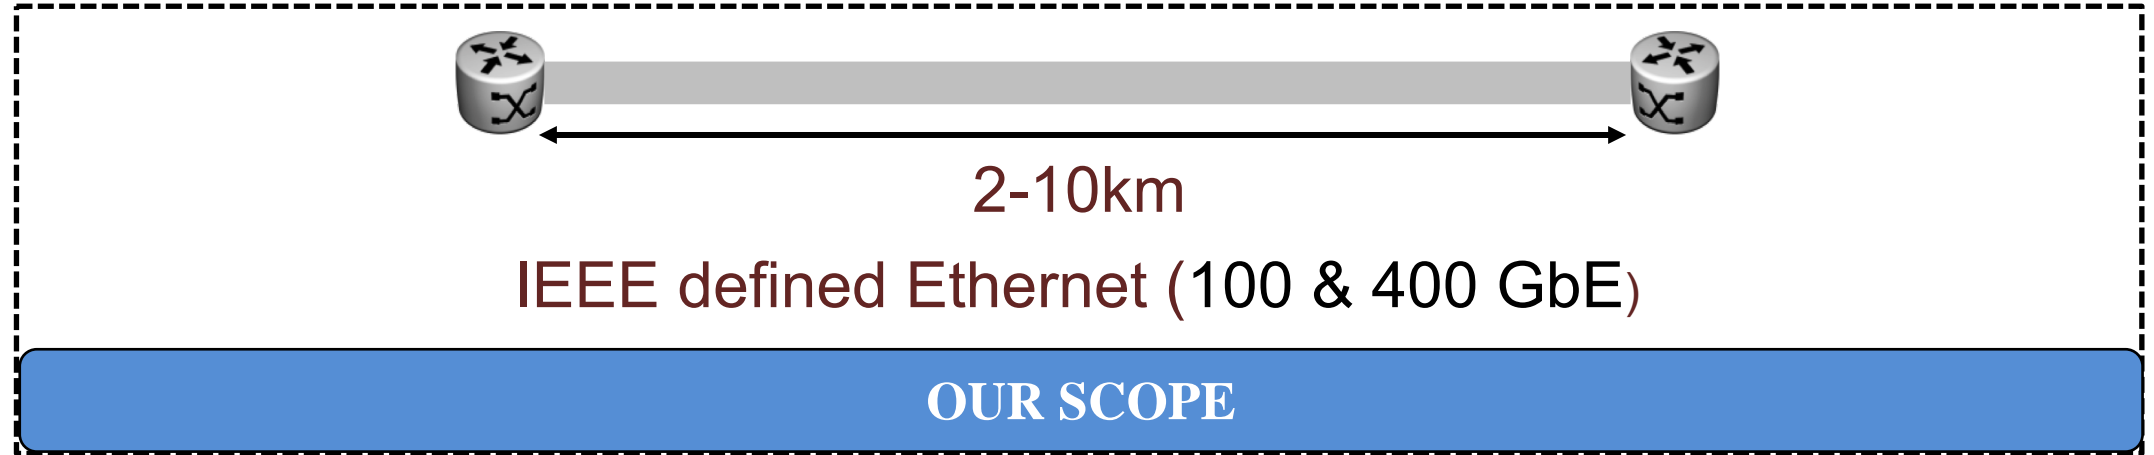 2-10km
IEEE defined Ethernet (100 & 400 GbE)
OUR SCOPE